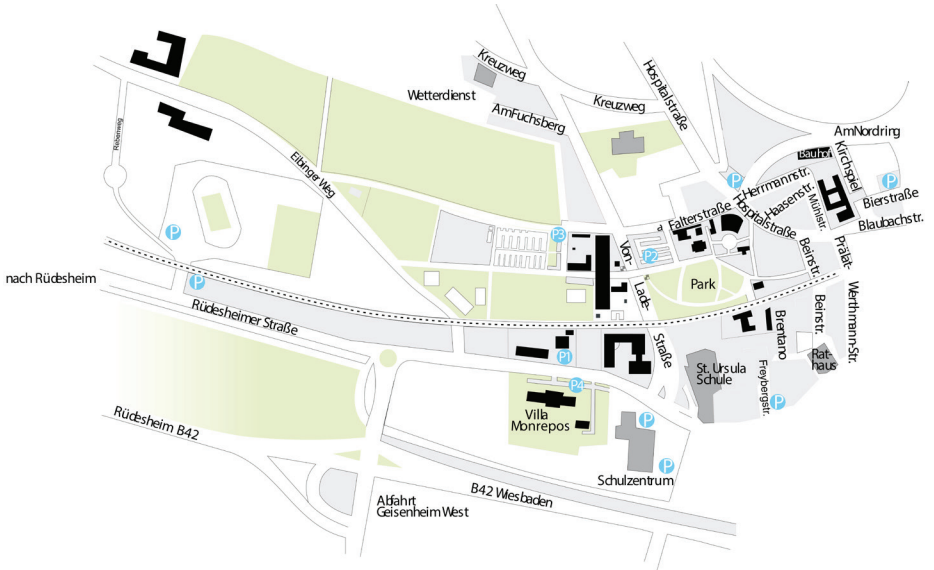 Kreuzweg
Wetterdienst
AmFuchsberg
Kreuzweg
Hospitalstraße
AmNordring
Bauhof
Kirchspiel
P
P
Herrmannstr.
Haasenstr.
Mühlstr.
Bierstraße
Blaubachstr.
Rebenweg
Eibinger Weg
Falterstraße
Hospitalstraße
P
P3
P2
Von-
Lade-
Straße
Park
Beinstr.
Prälat-
Werthmann-Str.
nach Rüdesheim
P
Rüdesheimer Straße
Beinstr.
Brentano
P1
P4
St. Ursula
Schule
Freybergstr.
Rat-
haus
P
Villa
Monrepos
P
P
Schulzentrum
Rüdesheim B42
B42 Wiesbaden
Abfahrt
Geisenheim West